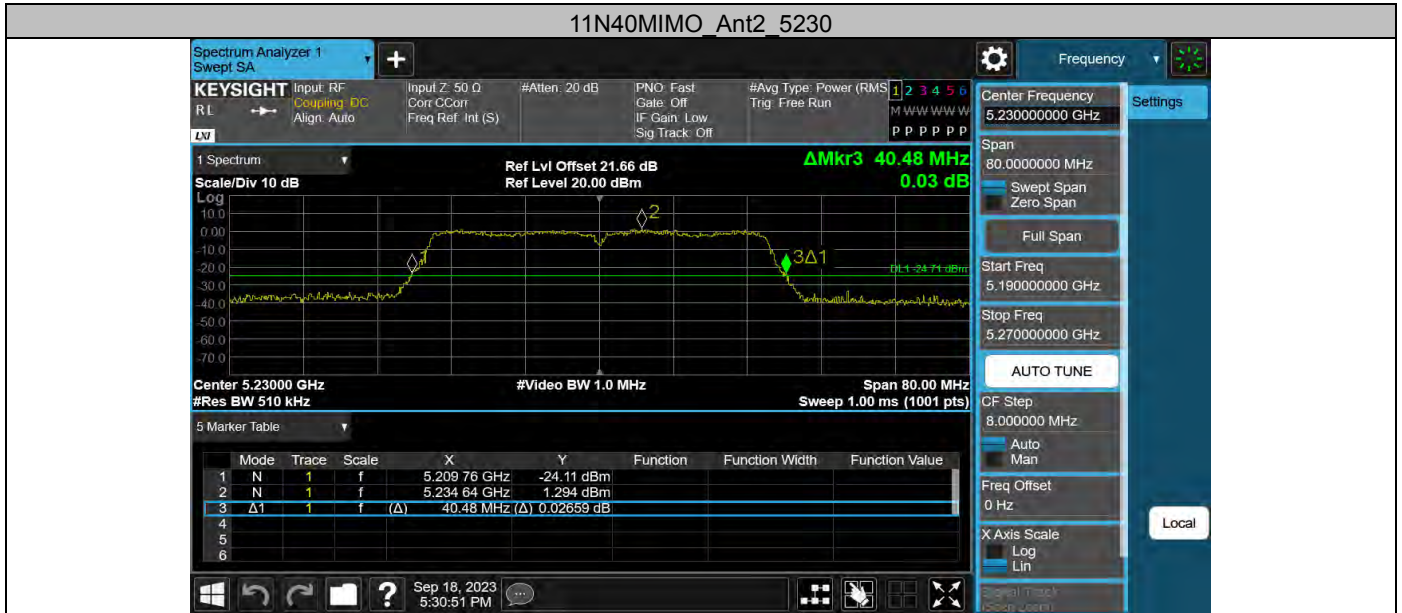 11N40MIMO_Ant2_5230
Spectrum Analyzer 1
Swept SA
Frequency
KEYSIGHT
RL
LXI
Input: RF
Coupling: DC
Align: Auto
Input Z: 50 Ω
Corr CCorr
Freq Ref: Int (S)
#Atten: 20 dB
PNO: Fast
Gate: Off
IF Gain: Low
Sig Track: Off
#Avg Type: Power (RMS
Trig: Free Run
1 2 3 4 5 6
M W W W W W
P P P P P P
1 Spectrum
Scale/Div 10 dB
Ref Lvl Offset 21.66 dB
Ref Level 20.00 dBm
ΔMkr3 40.48 MHz
0.03 dB
Log
10.0
0.00
-10.0
-20.0
-30.0
-40.0
-50.0
-60.0
-70.0
1
2
3Δ1
DL1 -24.71 dBm
Center 5.23000 GHz
#Res BW 510 kHz
#Video BW 1.0 MHz
Span 80.00 MHz
Sweep 1.00 ms (1001 pts)
5 Marker Table
Mode Trace Scale X Y Function Function Width Function Value
1 N 1 f 5.209 76 GHz -24.11 dBm
2 N 1 f 5.234 64 GHz 1.294 dBm
3 Δ1 1 f (Δ) 40.48 MHz (Δ) 0.02659 dB
4
5
6
?
Sep 18, 2023
5:30:51 PM
Settings
Center Frequency
5.230000000 GHz
Span
80.0000000 MHz
Swept Span
Zero Span
Full Span
Start Freq
5.190000000 GHz
Stop Freq
5.270000000 GHz
AUTO TUNE
CF Step
8.000000 MHz
Auto
Man
Freq Offset
0 Hz
X Axis Scale
Log
Lin
Signal Track
(Span Zoom)
Local